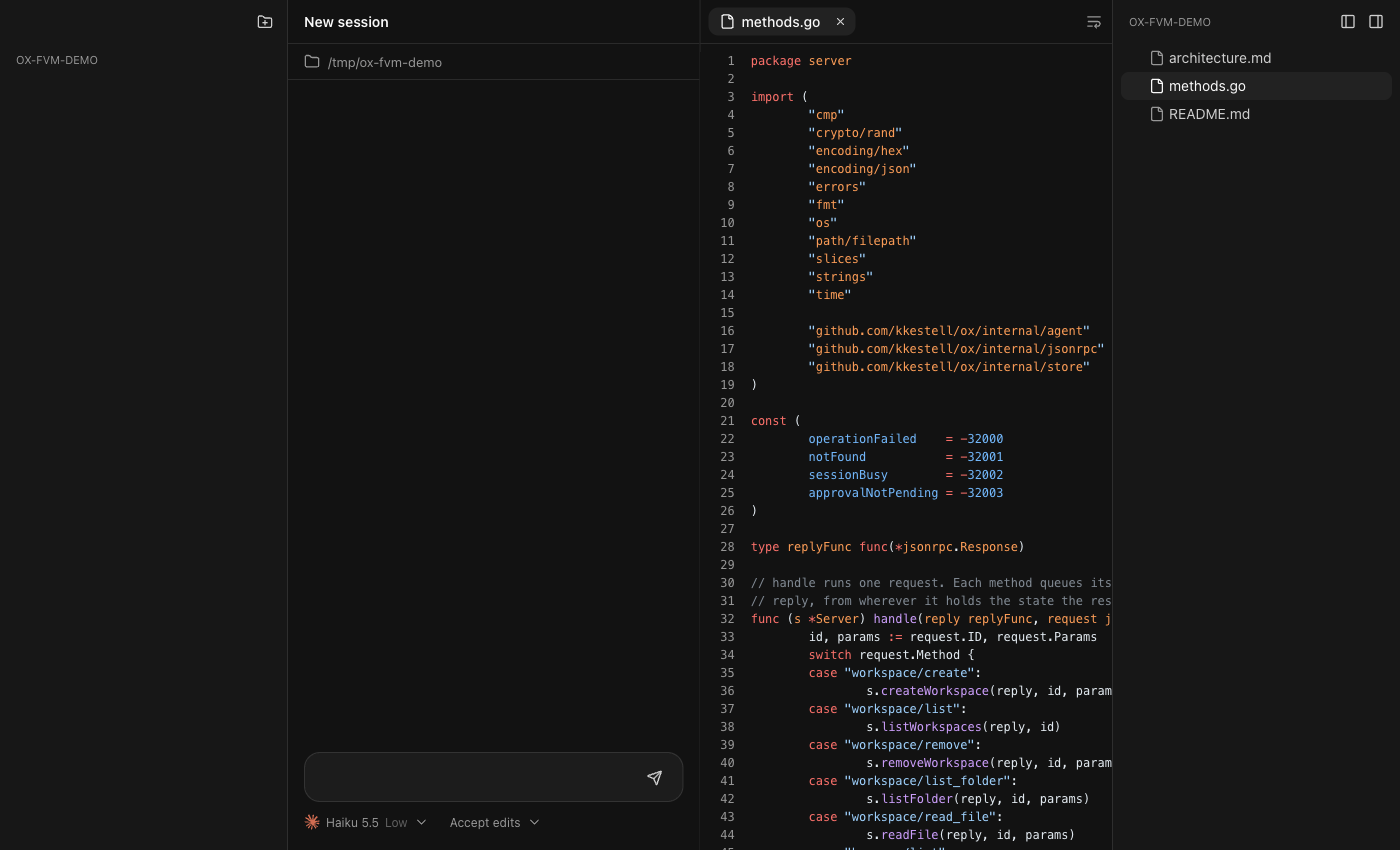 OX-FVM-DEMO
New session
/tmp/ox-fvm-demo
Haiku 5.5 Low
Accept edits
methods.go
1 package server
2
3 import (
4 "cmp"
5 "crypto/rand"
6 "encoding/hex"
7 "encoding/json"
8 "errors"
9 "fmt"
10 "os"
11 "path/filepath"
12 "slices"
13 "strings"
14 "time"
15
16 "github.com/kkestell/ox/internal/agent"
17 "github.com/kkestell/ox/internal/jsonrpc"
18 "github.com/kkestell/ox/internal/store"
19 )
20
21 const (
22 operationFailed = -32000
23 notFound = -32001
24 sessionBusy = -32002
25 approvalNotPending = -32003
26 )
27
28 type replyFunc func(*jsonrpc.Response)
29
30 // handle runs one request. Each method queues its
31 // reply, from wherever it holds the state the res
32 func (s *Server) handle(reply replyFunc, request j
33 id, params := request.ID, request.Params
34 switch request.Method {
35 case "workspace/create":
36 s.createWorkspace(reply, id, param
37 case "workspace/list":
38 s.listWorkspaces(reply, id)
39 case "workspace/remove":
40 s.removeWorkspace(reply, id, param
41 case "workspace/list_folder":
42 s.listFolder(reply, id, params)
43 case "workspace/read_file":
44 s.readFile(reply, id, params)
OX-FVM-DEMO
architecture.md
methods.go
README.md